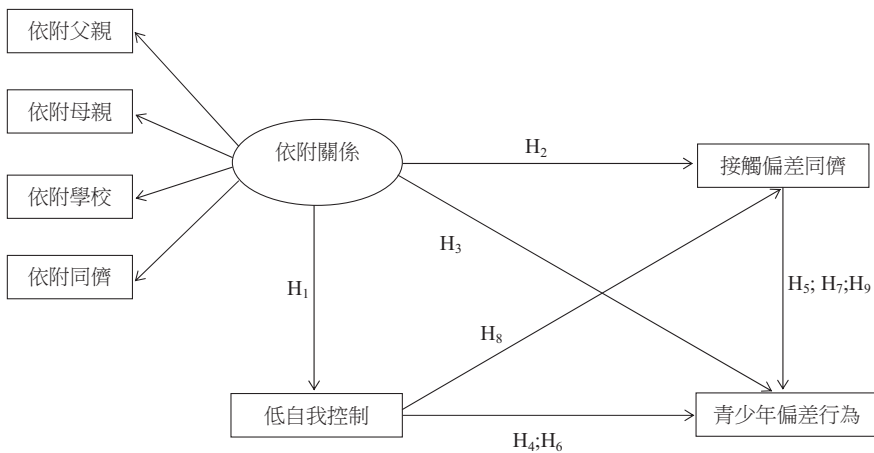 依附父親
依附母親
依附學校
依附同儕
依附關係
H₂
接觸偏差同儕
H₃
H₁
H₅; H₇;H₉
H₈
低自我控制
青少年偏差行為
H₄;H₆